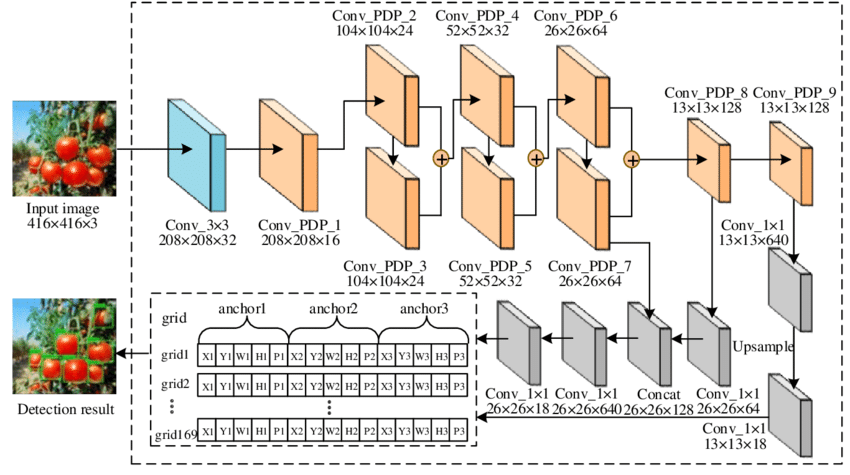 Conv_PDP_2
104×104×24
Conv_PDP_4
52×52×32
Conv_PDP_6
26×26×64
Conv_PDP_8
13×13×128
Conv_PDP_9
13×13×128
Input image
416×416×3
Conv_3×3
208×208×32
Conv_PDP_1
208×208×16
Conv_PDP_3
104×104×24
Conv_PDP_5
52×52×32
Conv_PDP_7
26×26×64
Conv_1×1
13×13×640
grid
anchor1
anchor2
anchor3
grid1 X1 Y1 W1 H1 P1 X2 Y2 W2 H2 P2 X3 Y3 W3 H3 P3
grid2 X1 Y1 W1 H1 P1 X2 Y2 W2 H2 P2 X3 Y3 W3 H3 P3
grid169 X1 Y1 W1 H1 P1 X2 Y2 W2 H2 P2 X3 Y3 W3 H3 P3
Detection result
Upsample
Conv_1×1
26×26×18
Conv_1×1
26×26×640
Concat
26×26×128
Conv_1×1
26×26×64
Conv_1×1
13×13×18